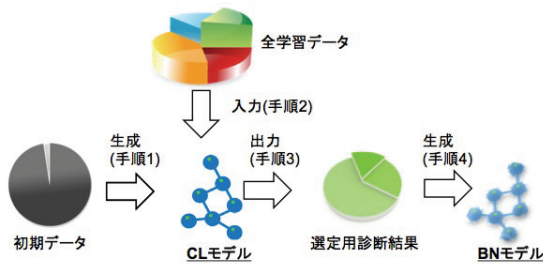 全学習データ
入力(手順2)
生成
(手順1)
出力
(手順3)
生成
(手順4)
初期データ
CLモデル
選定用診断結果
BNモデル